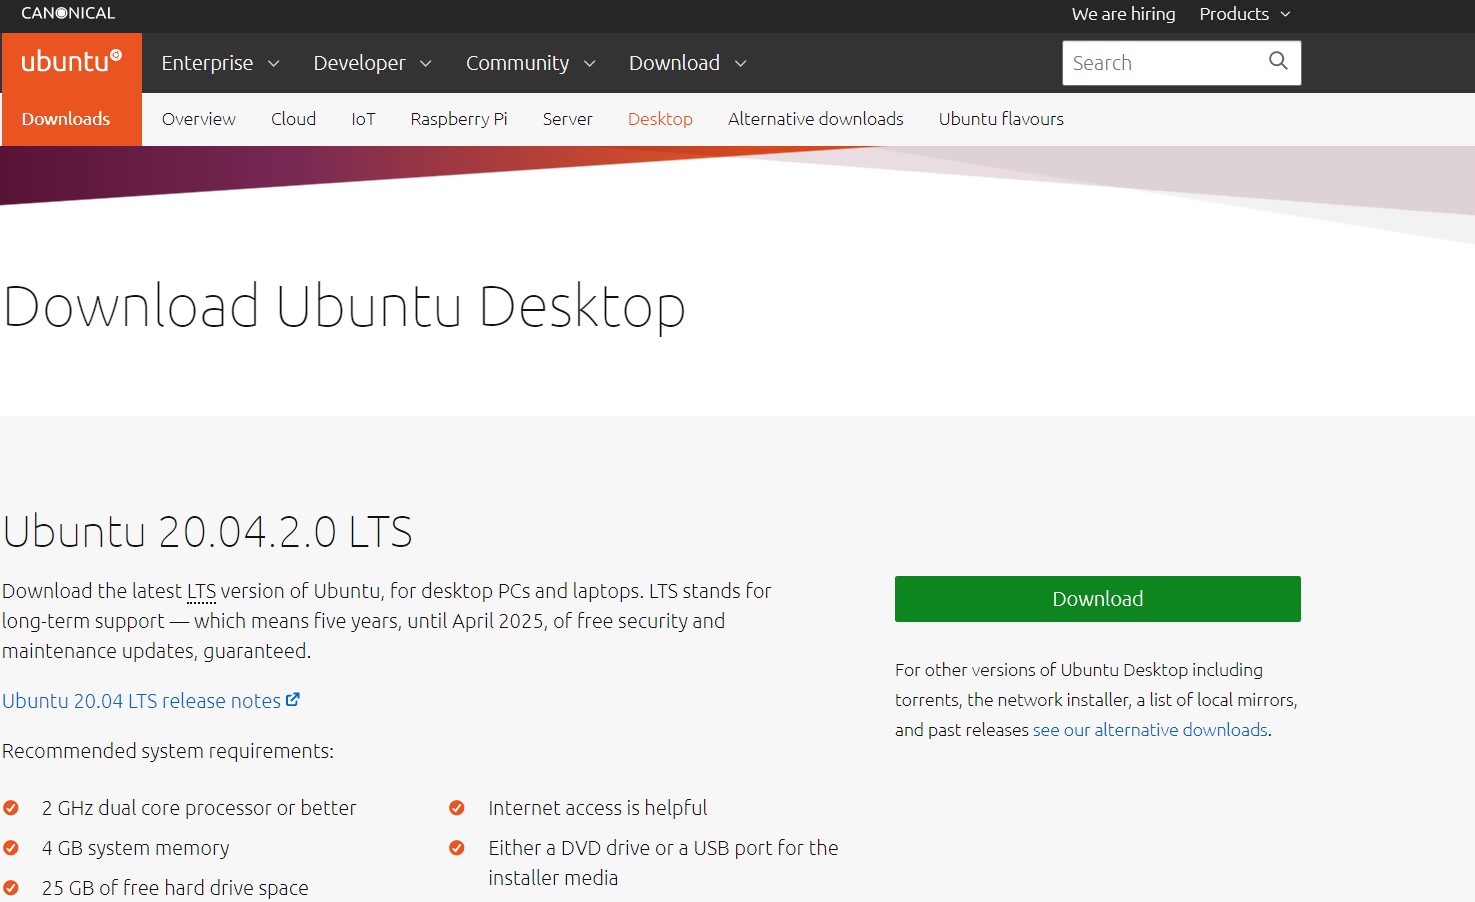 CANONICAL
We are hiring Products
ubuntu
Enterprise Developer Community Download
Search
Downloads
Overview Cloud IoT Raspberry Pi Server Desktop Alternative downloads Ubuntu flavours
Download Ubuntu Desktop
Ubuntu 20.04.2.0 LTS
Download the latest LTS version of Ubuntu, for desktop PCs and laptops. LTS stands for
long-term support — which means five years, until April 2025, of free security and
maintenance updates, guaranteed.
Ubuntu 20.04 LTS release notes
Recommended system requirements:
2 GHz dual core processor or better
4 GB system memory
25 GB of free hard drive space
Internet access is helpful
Either a DVD drive or a USB port for the
installer media
Download
For other versions of Ubuntu Desktop including
torrents, the network installer, a list of local mirrors,
and past releases see our alternative downloads.